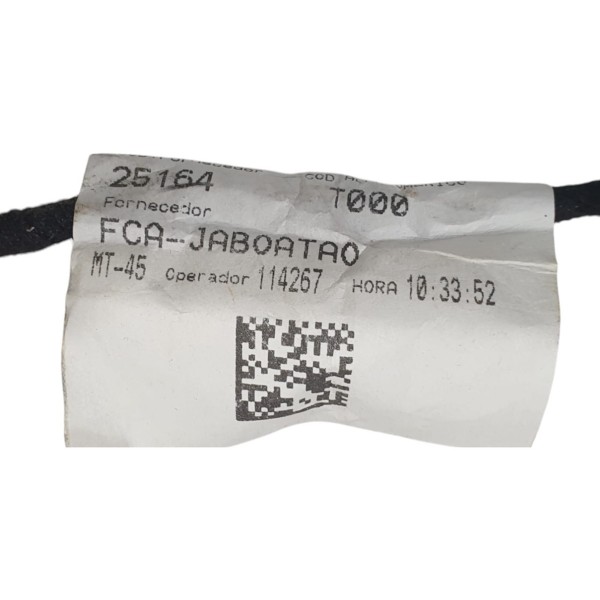 25164 T000
Fornecedor
FCA-JABOATAO
MT-45 Operador 114267 HORA 10:33:52